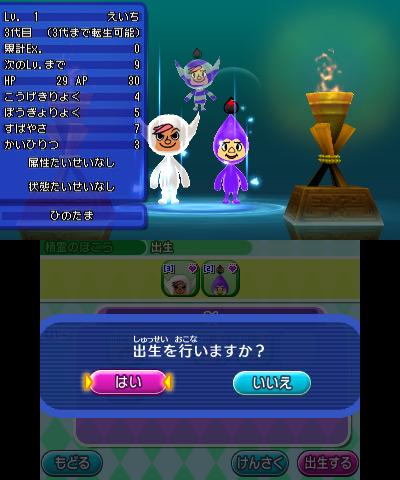 Lv. 1 えいち
3代目 (3代まで転生可能)
累計Ex. 0
次のLv.まで 9
HP 29 AP 30
こうげきりょく 4
ぼうぎょりょく 5
すばやさ 7
かいひりつ 3
属性たいせいなし
状態たいせいなし
ひのたま
精霊のほこら 出生
[3] [2]
しゅっせい おこな
出生を行いますか?
はい いいえ
もどる けんさく 出生する